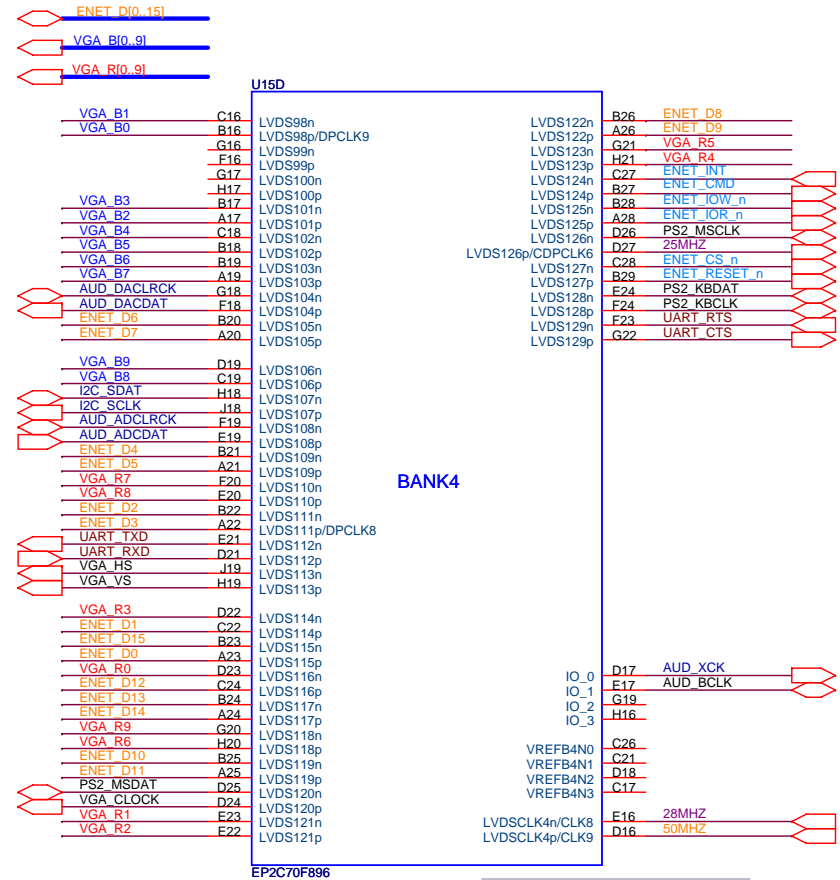 ENET_D[0..15]
VGA_B[0..9]
VGA_R[0..9]
U15D
VGA_B1 C16 LVDS98n
VGA_B0 B16 LVDS98p/DPCLK9
G16 LVDS99n
F16 LVDS99p
G17 LVDS100n
H17 LVDS100p
VGA_B3 B17 LVDS101n
VGA_B2 A17 LVDS101p
VGA_B4 C18 LVDS102n
VGA_B5 B18 LVDS102p
VGA_B6 B19 LVDS103n
VGA_B7 A19 LVDS103p
AUD_DACLRCK G18 LVDS104n
AUD_DACDAT F18 LVDS104p
ENET_D6 B20 LVDS105n
ENET_D7 A20 LVDS105p
VGA_B9 D19 LVDS106n
VGA_B8 C19 LVDS106p
I2C_SDAT H18 LVDS107n
I2C_SCLK J18 LVDS107p
AUD_ADCLRCK F19 LVDS108n
AUD_ADCDAT E19 LVDS108p
ENET_D4 B21 LVDS109n
ENET_D5 A21 LVDS109p
VGA_R7 F20 LVDS110n
VGA_R8 E20 LVDS110p
ENET_D2 B22 LVDS111n
ENET_D3 A22 LVDS111p/DPCLK8
UART_TXD E21 LVDS112n
UART_RXD D21 LVDS112p
VGA_HS J19 LVDS113n
VGA_VS H19 LVDS113p
VGA_R3 D22 LVDS114n
ENET_D1 C22 LVDS114p
ENET_D15 B23 LVDS115n
ENET_D0 A23 LVDS115p
VGA_R0 D23 LVDS116n
ENET_D12 C24 LVDS116p
ENET_D13 B24 LVDS117n
ENET_D14 A24 LVDS117p
VGA_R9 G20 LVDS118n
VGA_R6 H20 LVDS118p
ENET_D10 B25 LVDS119n
ENET_D11 A25 LVDS119p
PS2_MSDAT D25 LVDS120n
VGA_CLOCK D24 LVDS120p
VGA_R1 E23 LVDS121n
VGA_R2 E22 LVDS121p
BANK4
LVDS122n B26 ENET_D8
LVDS122p A26 ENET_D9
LVDS123n G21 VGA_R5
LVDS123p H21 VGA_R4
LVDS124n C27 ENET_INT
LVDS124p B27 ENET_CMD
LVDS125n B28 ENET_IOW_n
LVDS125p A28 ENET_IOR_n
LVDS126n D26 PS2_MSCLK
LVDS126p/CDPCLK6 D27 25MHZ
LVDS127n C28 ENET_CS_n
LVDS127p B29 ENET_RESET_n
LVDS128n E24 PS2_KBDAT
LVDS128p F24 PS2_KBCLK
LVDS129n F23 UART_RTS
LVDS129p G22 UART_CTS
IO_0 D17 AUD_XCK
IO_1 E17 AUD_BCLK
IO_2 G19
IO_3 H16
VREFB4N0 C26
VREFB4N1 C21
VREFB4N2 D18
VREFB4N3 C17
LVDSCLK4n/CLK8 E16 28MHZ
LVDSCLK4p/CLK9 D16 50MHZ
EP2C70F896